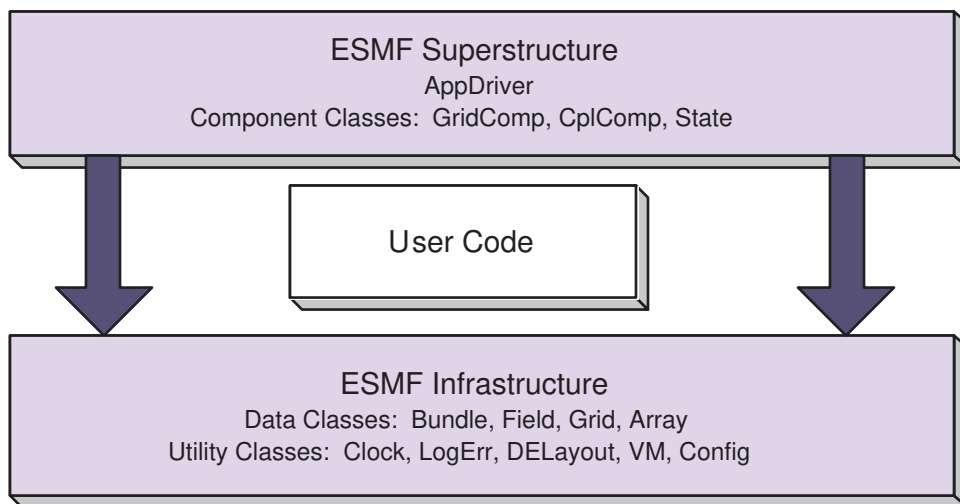 ESMF Superstructure
AppDriver
Component Classes: GridComp, CplComp, State
User Code
ESMF Infrastructure
Data Classes: Bundle, Field, Grid, Array
Utility Classes: Clock, LogErr, DELayout, VM, Config